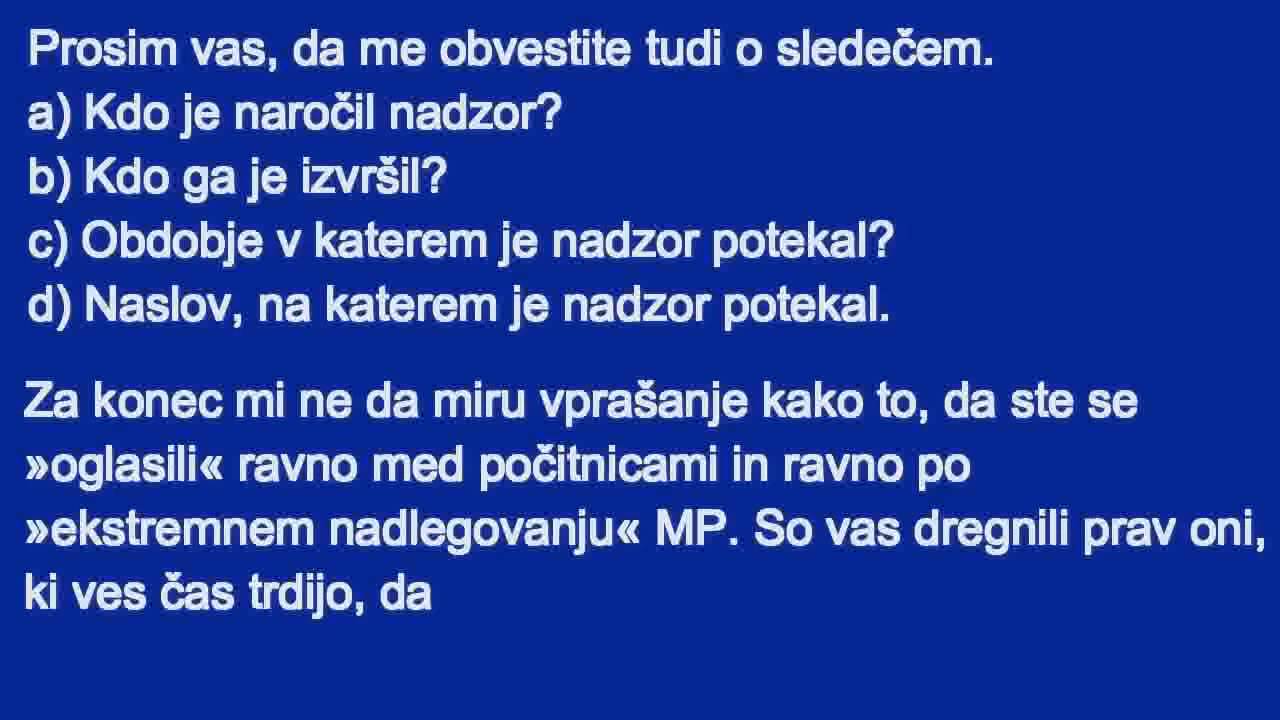 Prosim vas, da me obvestite tudi o sledečem.
a) Kdo je naročil nadzor?
b) Kdo ga je izvršil?
c) Obdobje v katerem je nadzor potekal?
d) Naslov, na katerem je nadzor potekal.
Za konec mi ne da miru vprašanje kako to, da ste se
»oglasili« ravno med počitnicami in ravno po
»ekstremnem nadlegovanju« MP. So vas dregnili prav oni,
ki ves čas trdijo, da